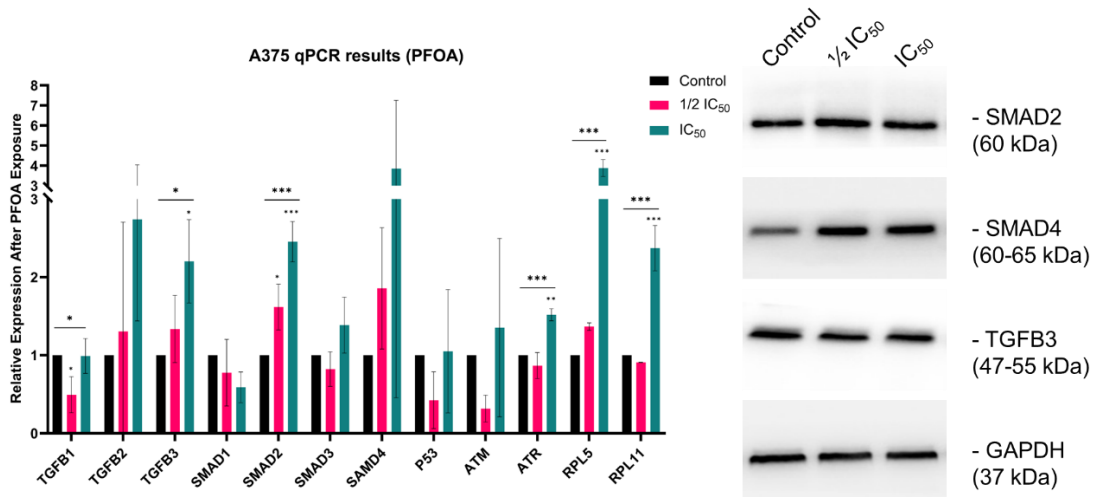 A375 qPCR results (PFOA)
Relative Expression After PFOA Exposure
8
7
6
5
4
3
3
2
1
0
Control
1/2 IC50
IC50
*
*
*
*
***
*
***
***
**
***
***
***
***
TGFB1
TGFB2
TGFB3
SMAD1
SMAD2
SMAD3
SAMD4
P53
ATM
ATR
RPL5
RPL11
Control
½ IC50
IC50
- SMAD2
(60 kDa)
- SMAD4
(60-65 kDa)
- TGFB3
(47-55 kDa)
- GAPDH
(37 kDa)